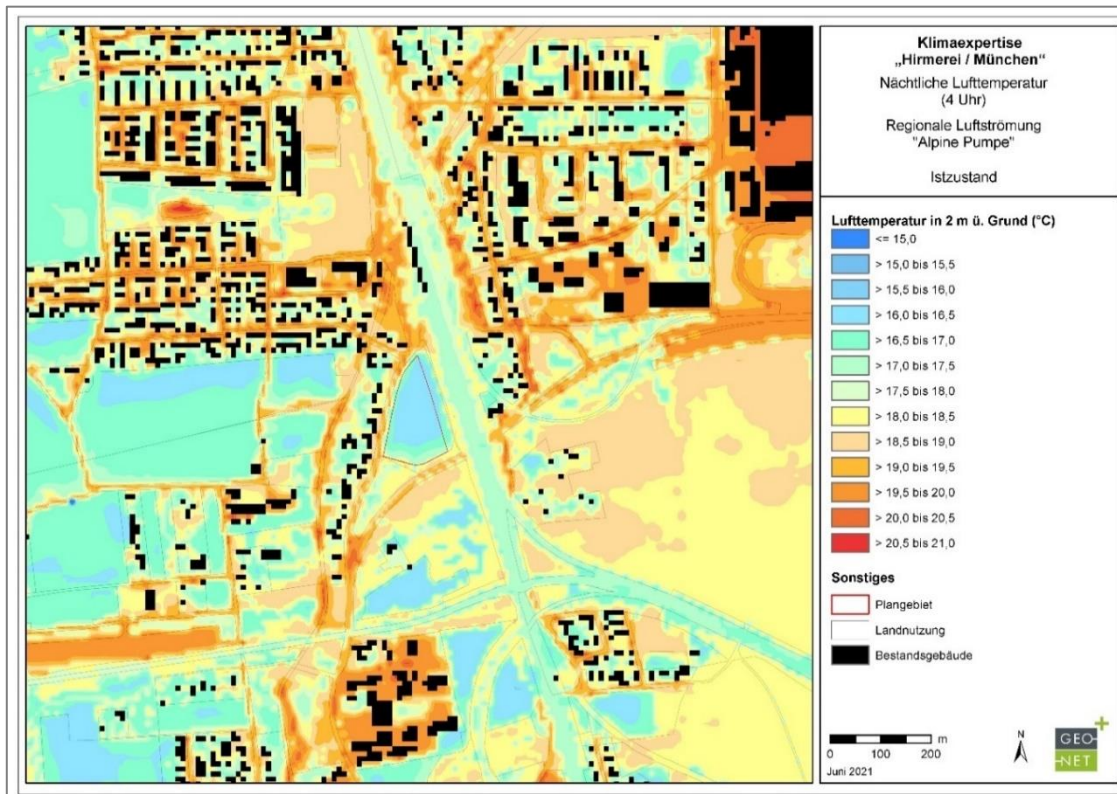 Klimaexpertise
„Hirmerei / München“
Nächtliche Lufttemperatur
(4 Uhr)
Regionale Luftströmung
"Alpine Pumpe"
Istzustand
Lufttemperatur in 2 m ü. Grund (°C)
<= 15,0
> 15,0 bis 15,5
> 15,5 bis 16,0
> 16,0 bis 16,5
> 16,5 bis 17,0
> 17,0 bis 17,5
> 17,5 bis 18,0
> 18,0 bis 18,5
> 18,5 bis 19,0
> 19,0 bis 19,5
> 19,5 bis 20,0
> 20,0 bis 20,5
> 20,5 bis 21,0
Sonstiges
Plangebiet
Landnutzung
Bestandsgebäude
0 100 200 m
N
Juni 2021
GEO
NET